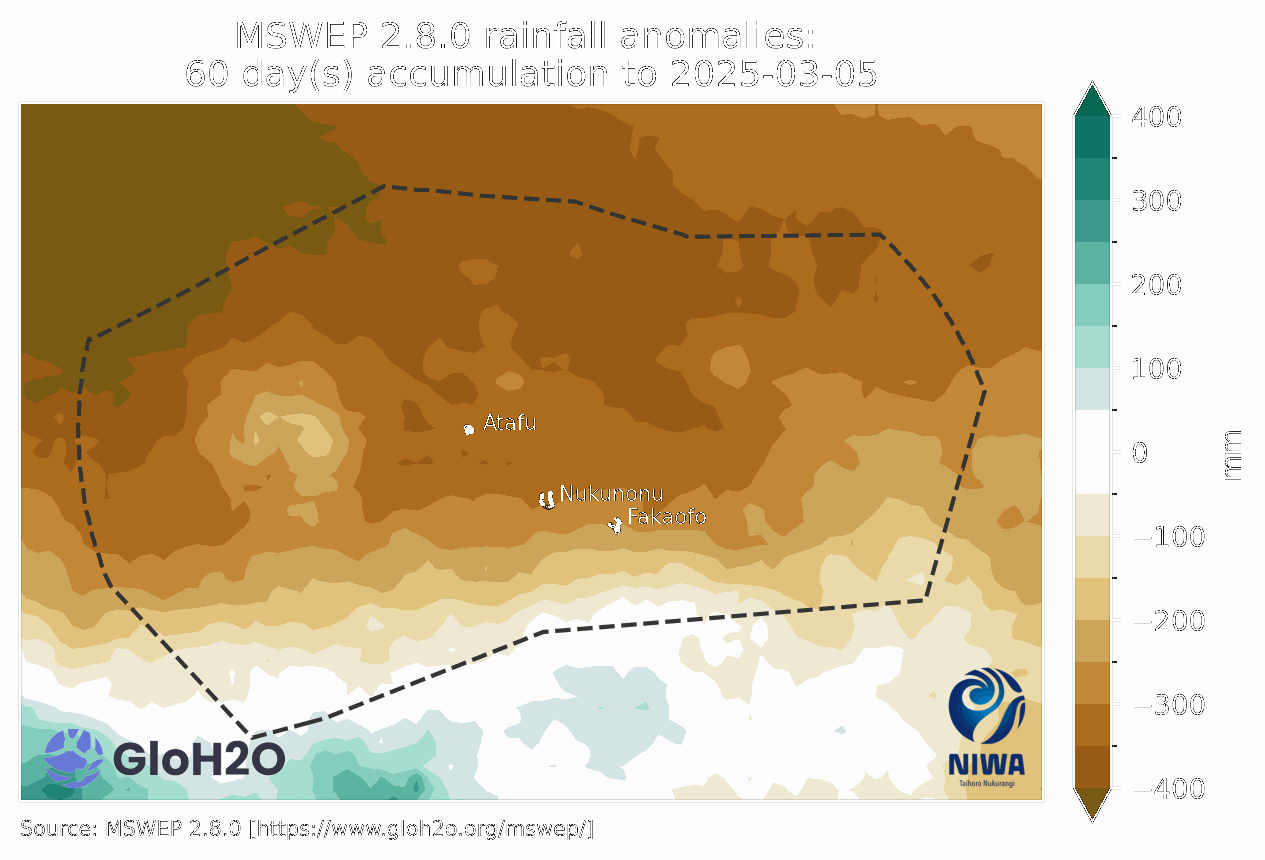 MSWEP 2.8.0 rainfall anomalies:
60 day(s) accumulation to 2025-03-05
400
300
200
100
0
−100
−200
−300
−400
mm
Atafu
Nukunonu
Fakaofo
GloH2O
NIWA
Taihoro Nukurangi
Source: MSWEP 2.8.0 [https://www.gloh2o.org/mswep/]